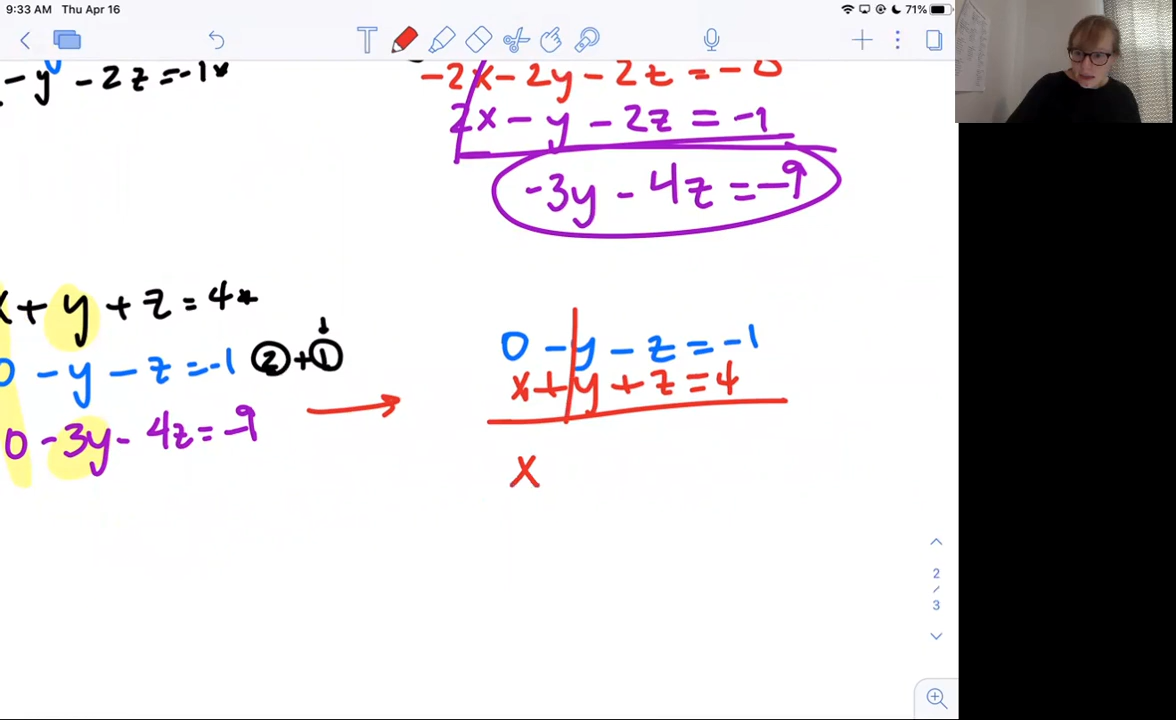 9:33 AM Thu Apr 16
71%
T
- y - 2z = -1*
-2x - 2y - 2z = -8
2x - y - 2z = -1
-3y - 4z = -9
x + y + z = 4*
0 - y - z = -1 ② + ①
0 - 3y - 4z = -9
0 - y - z = -1
x + y + z = 4
x
2
/
3